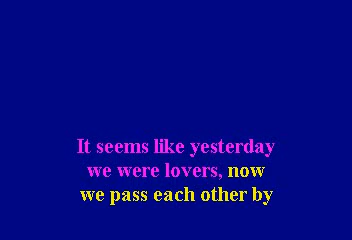 It seems like yesterday
we were lovers, now
we pass each other by